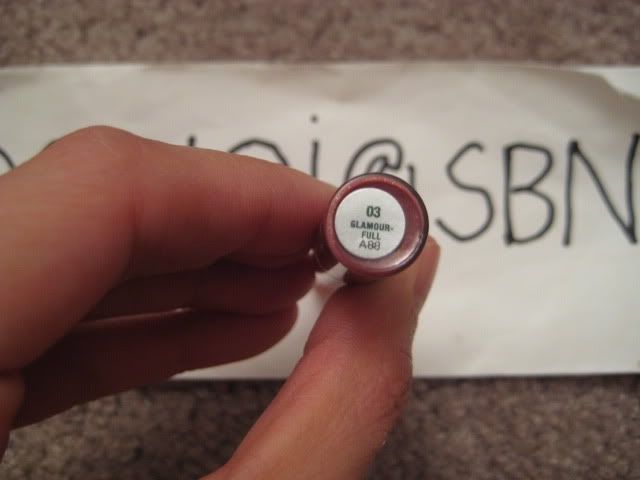 i@SBN
03
GLAMOUR-
FULL
A88